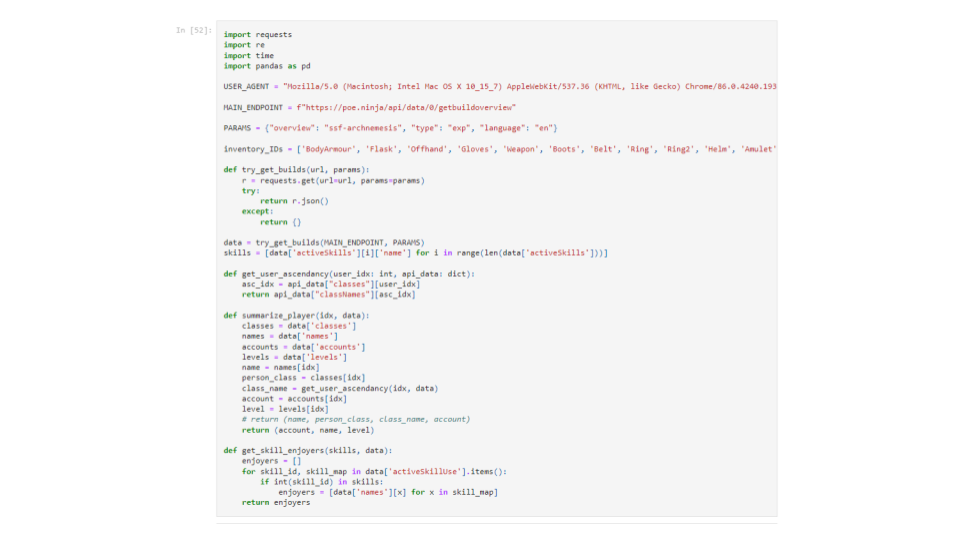 In [52]:
import requests
import re
import time
import pandas as pd
USER_AGENT = "Mozilla/5.0 (Macintosh; Intel Mac OS X 10_15_7) AppleWebKit/537.36 (KHTML, like Gecko) Chrome/86.0.4240.193
MAIN_ENDPOINT = f"https://poe.ninja/api/data/0/getbuildoverview"
PARAMS = {"overview": "ssf-archnemesis", "type": "exp", "language": "en"}
inventory_IDs = ['BodyArmour', 'Flask', 'Offhand', 'Gloves', 'Weapon', 'Boots', 'Belt', 'Ring', 'Ring2', 'Helm', 'Amulet'
def try_get_builds(url, params):
    r = requests.get(url=url, params=params)
    try:
        return r.json()
    except:
        return {}
data = try_get_builds(MAIN_ENDPOINT, PARAMS)
skills = [data['activeSkills'][i]['name'] for i in range(len(data['activeSkills']))]
def get_user_ascendancy(user_idx: int, api_data: dict):
    asc_idx = api_data["classes"][user_idx]
    return api_data["classNames"][asc_idx]
def summarize_player(idx, data):
    classes = data['classes']
    names = data['names']
    accounts = data['accounts']
    levels = data['levels']
    name = names[idx]
    person_class = classes[idx]
    class_name = get_user_ascendancy(idx, data)
    account = accounts[idx]
    level = levels[idx]
    # return (name, person_class, class_name, account)
    return (account, name, level)
def get_skill_enjoyers(skills, data):
    enjoyers = []
    for skill_id, skill_map in data['activeSkillUse'].items():
        if int(skill_id) in skills:
            enjoyers = [data['names'][x] for x in skill_map]
    return enjoyers